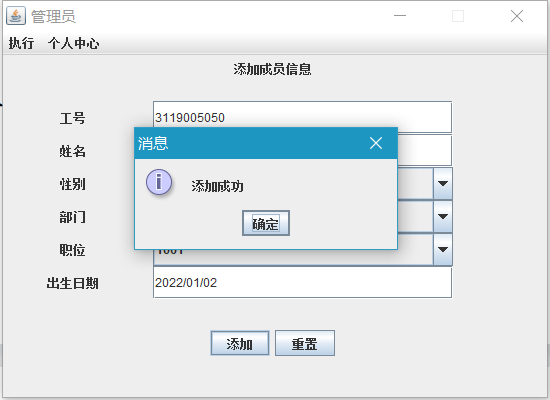 管理员
执行 个人中心
添加成员信息
工号 3119005050
消息
姓名
添加成功
性别
部门
确定
职位
出生日期 2022/01/02
添加 重置